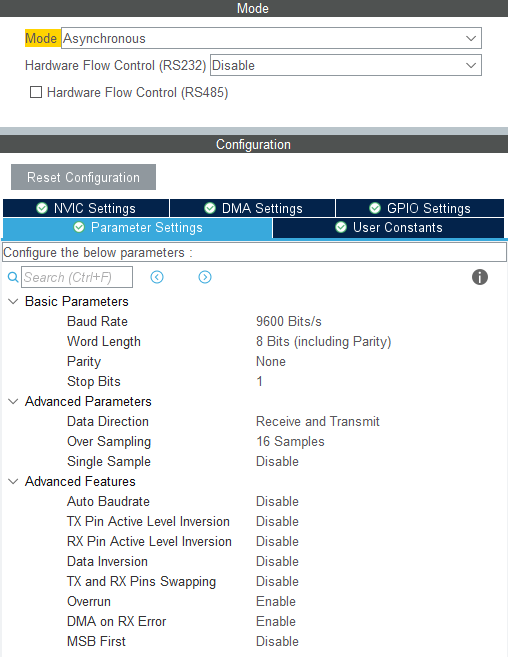 Mode
Mode Asynchronous
Hardware Flow Control (RS232) Disable
Hardware Flow Control (RS485)
Configuration
Reset Configuration
NVIC Settings DMA Settings GPIO Settings
Parameter Settings User Constants
Configure the below parameters :
Search (Ctrl+F)
Basic Parameters
Baud Rate 9600 Bits/s
Word Length 8 Bits (including Parity)
Parity None
Stop Bits 1
Advanced Parameters
Data Direction Receive and Transmit
Over Sampling 16 Samples
Single Sample Disable
Advanced Features
Auto Baudrate Disable
TX Pin Active Level Inversion Disable
RX Pin Active Level Inversion Disable
Data Inversion Disable
TX and RX Pins Swapping Disable
Overrun Enable
DMA on RX Error Enable
MSB First Disable